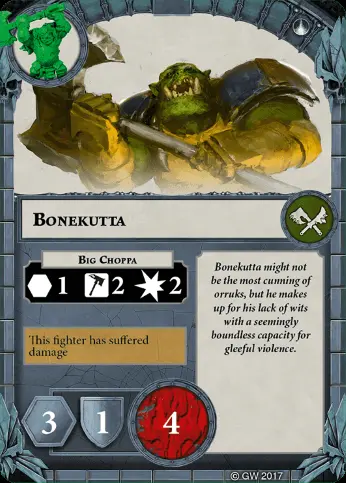 BONEKUTTA
BIG CHOPPA
1 2 2
Bonekutta might not
be the most cunning of
orruks, but he makes
up for his lack of wits
with a seemingly
boundless capacity for
gleeful violence.
This fighter has suffered
damage
3 1 4
© GW 2017